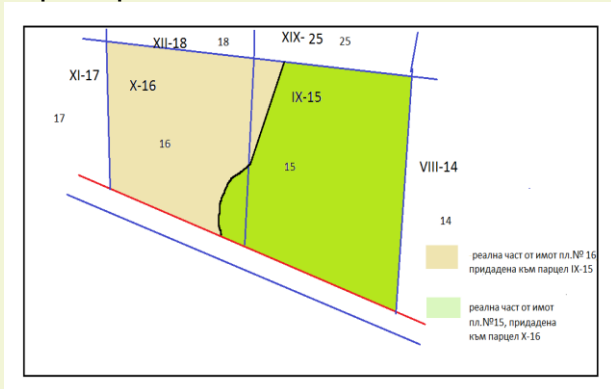 XII-18
18
XIX- 25
25
XI-17
X-16
IX-15
17
16
15
VIII-14
14
реална част от имот пл.№ 16
придадена към парцел IX-15
реална част от имот
пл.№15, придадена
към парцел X-16